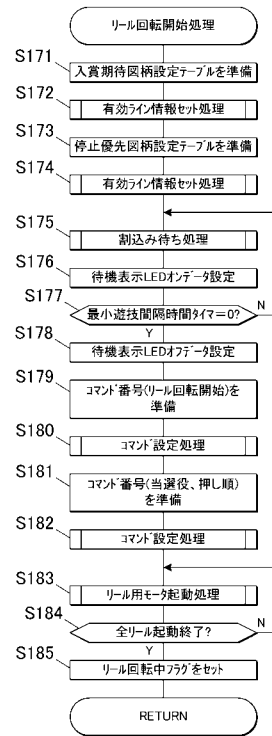 リール回転開始処理
S171
入賞期待図柄設定テーブルを準備
S172
有効ライン情報セット処理
S173
停止優先図柄設定テーブルを準備
S174
有効ライン情報セット処理
S175
割込み待ち処理
S176
待機表示LEDオンデータ設定
S177
最小遊技間隔時間タイマ=0?
N
Y
S178
待機表示LEDオフデータ設定
S179
コマンド番号(リール回転開始)を
準備
S180
コマンド設定処理
S181
コマンド番号(当選役、押し順)
を準備
S182
コマンド設定処理
S183
リール用モータ起動処理
S184
全リール起動終了?
N
Y
S185
リール回転中フラグをセット
RETURN